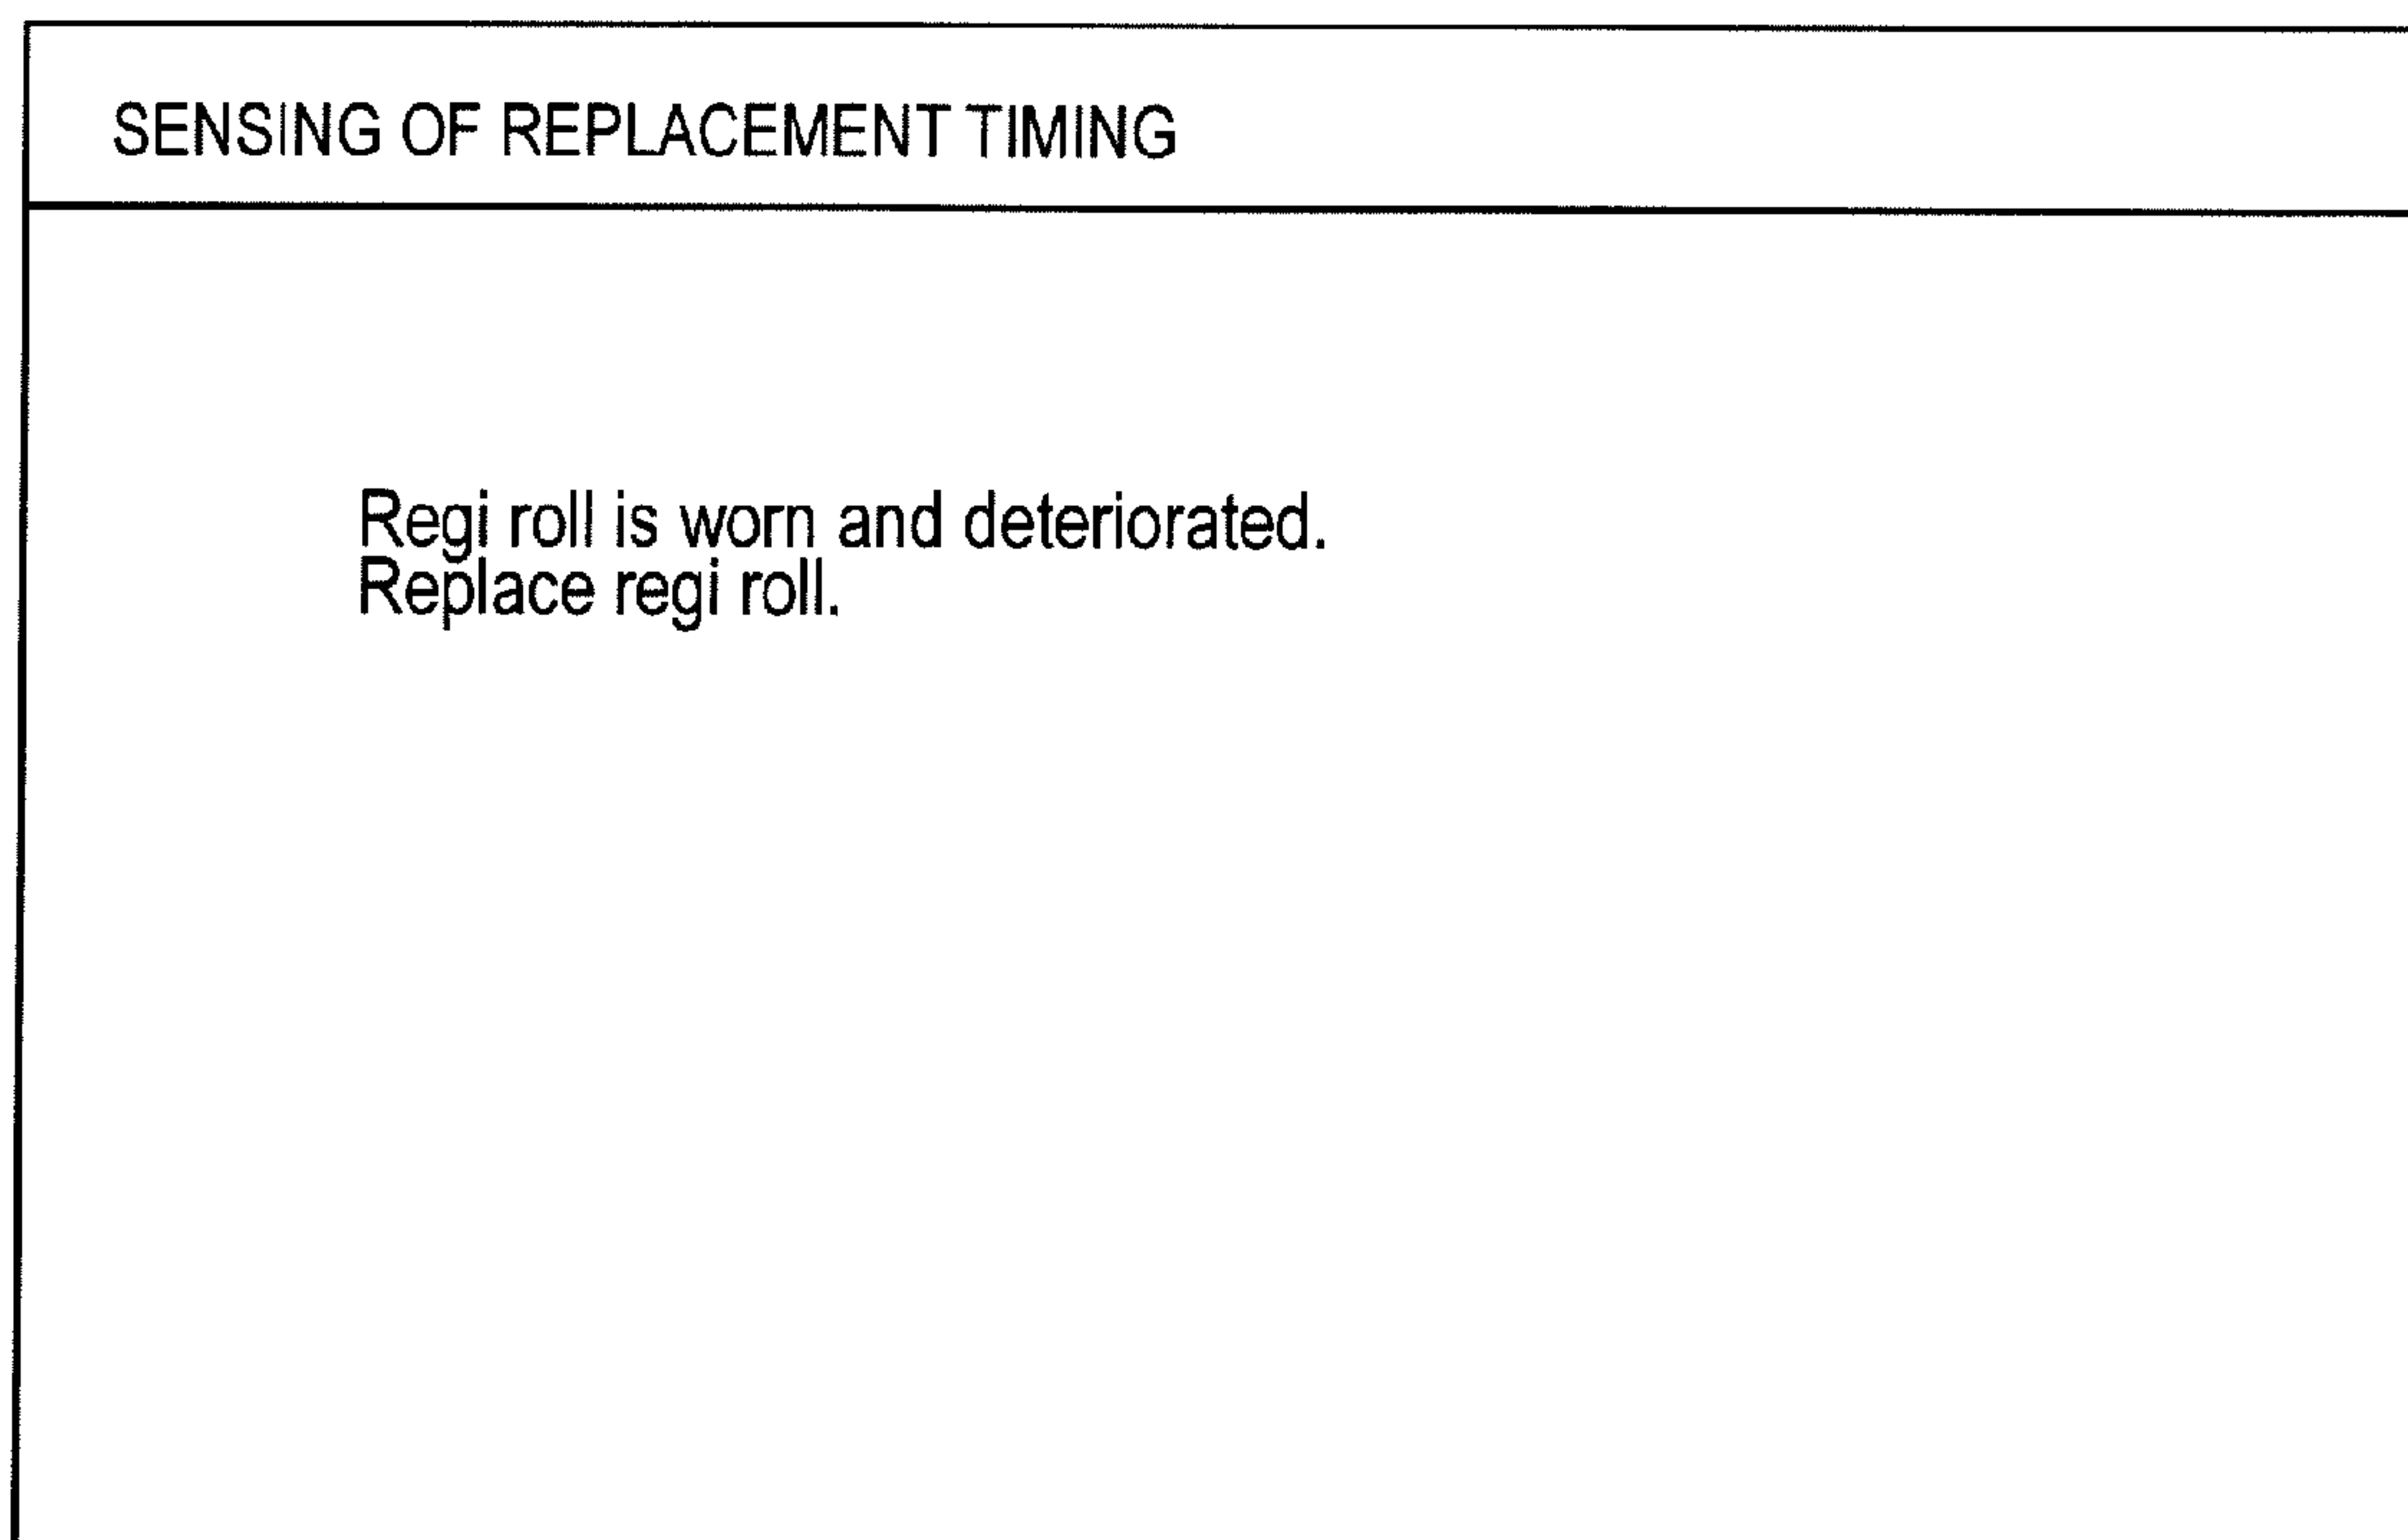 SENSING OF REPLACEMENT TIMING
Regi roll is worn and deteriorated.
Replace regi roll.